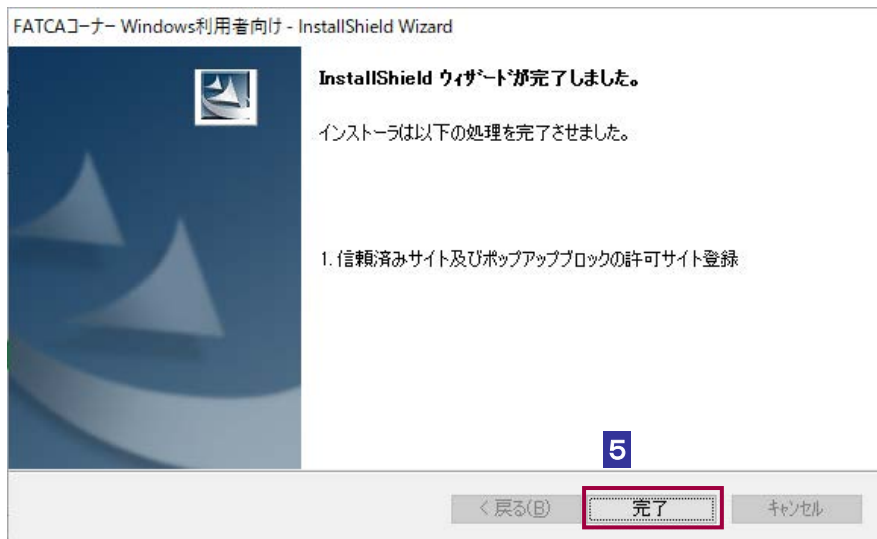 FATCAコーナー Windows利用者向け - InstallShield Wizard
InstallShield ウィザードが完了しました。
インストーラは以下の処理を完了させました。
1. 信頼済みサイト及びポップアップブロックの許可サイト登録
5
< 戻る(B)
完了
キャンセル